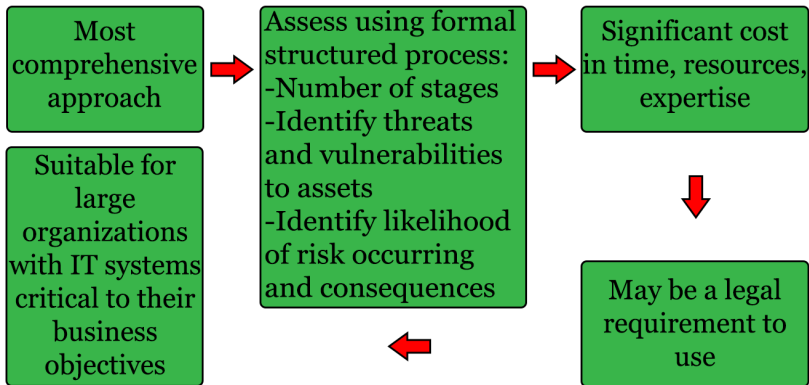 Most
comprehensive
approach
Assess using formal
structured process:
-Number of stages
-Identify threats
and vulnerabilities
to assets
-Identify likelihood
of risk occurring
and consequences
Significant cost
in time, resources,
expertise
May be a legal
requirement to
use
Suitable for
large
organizations
with IT systems
critical to their
business
objectives